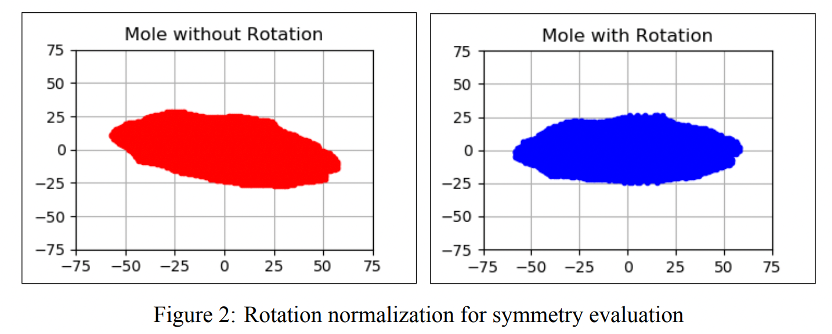 Mole without Rotation
75
50
25
0
−25
−50
−75
−75 −50 −25 0 25 50 75
Mole with Rotation
75
50
25
0
−25
−50
−75
−75 −50 −25 0 25 50 75
Figure 2: Rotation normalization for symmetry evaluation